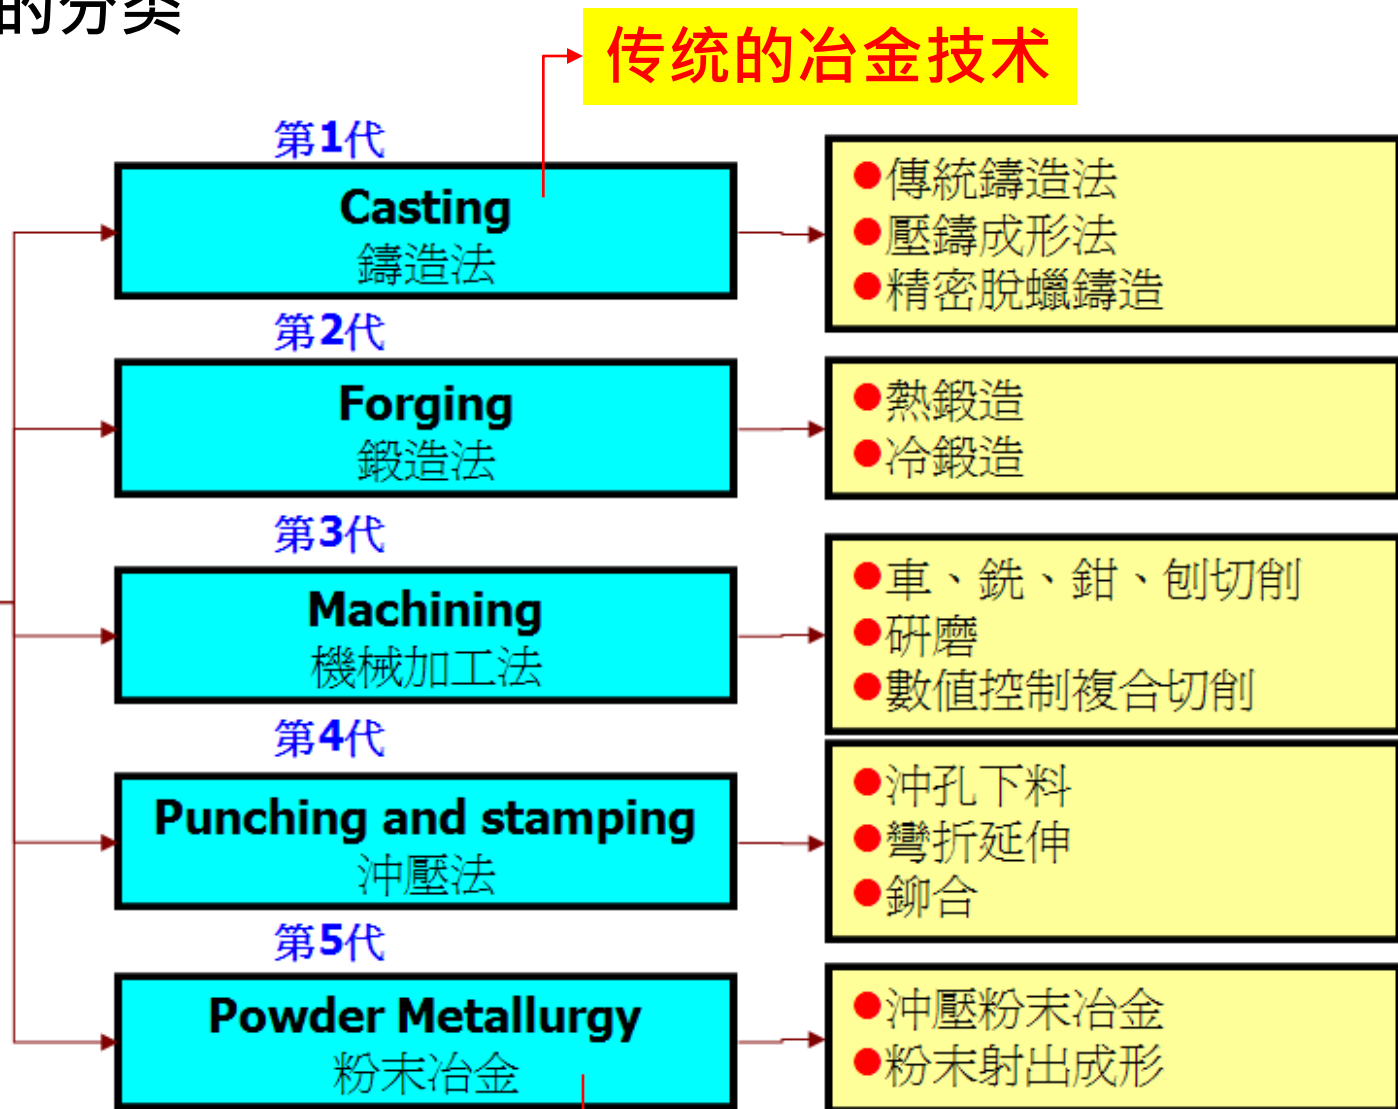 的分类
传统的冶金技术
第1代
Casting
鑄造法
●傳統鑄造法
●壓鑄成形法
●精密脫蠟鑄造
第2代
Forging
鍛造法
●熱鍛造
●冷鍛造
第3代
Machining
機械加工法
●車、銑、鉗、刨切削
●研磨
●數值控制複合切削
第4代
Punching and stamping
沖壓法
●沖孔下料
●彎折延伸
●鉚合
第5代
Powder Metallurgy
粉末冶金
●沖壓粉末冶金
●粉末射出成形